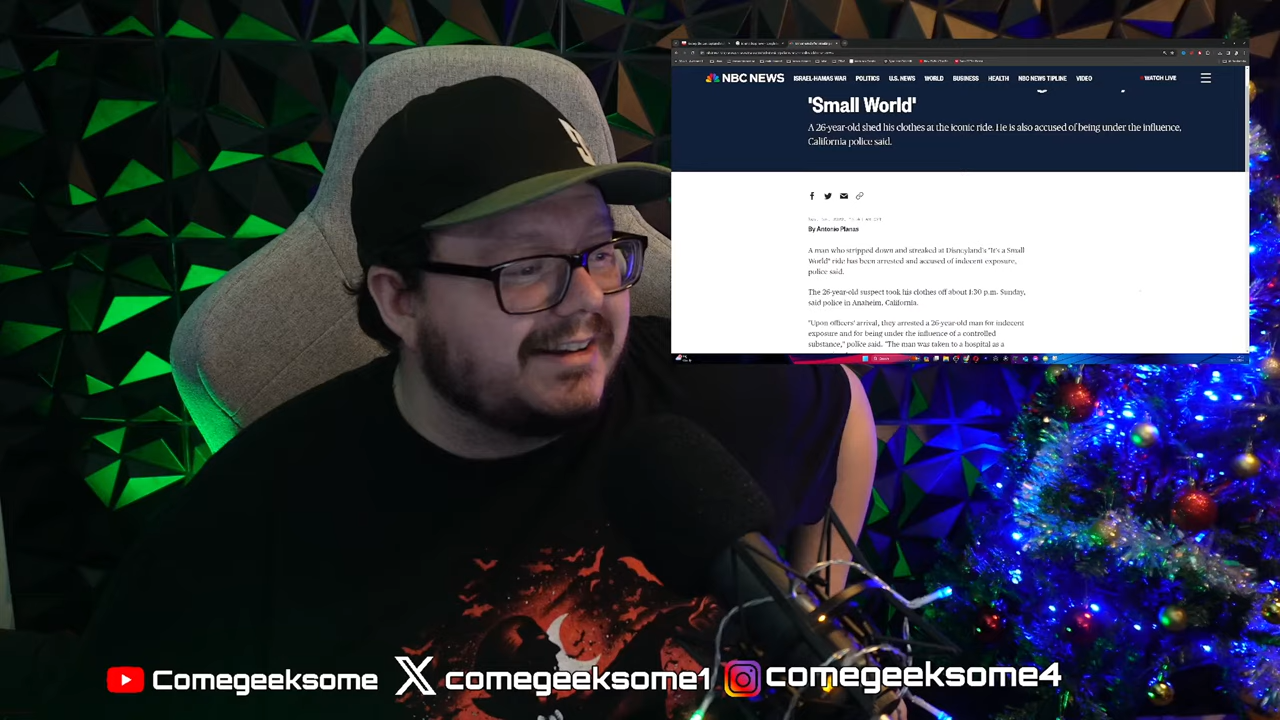 NBC NEWS ISRAEL-HAMAS WAR POLITICS U.S. NEWS WORLD BUSINESS HEALTH NBC NEWS TIPLINE VIDEO WATCH LIVE
'Small World'
A 26-year-old shed his clothes at the iconic ride. He is also accused of being under the influence,
California police said.
By Antonio Planas
A man who stripped down and streaked at Disneyland's "It's a Small
World" ride has been arrested and accused of indecent exposure,
police said.
The 26-year-old suspect took his clothes off about 1:30 p.m. Sunday,
said police in Anaheim, California.
"Upon officers' arrival, they arrested a 26-year-old man for indecent
exposure and for being under the influence of a controlled
substance," police said. "The man was taken to a hospital as a
Comegeeksome comegeeksome1 comegeeksome4